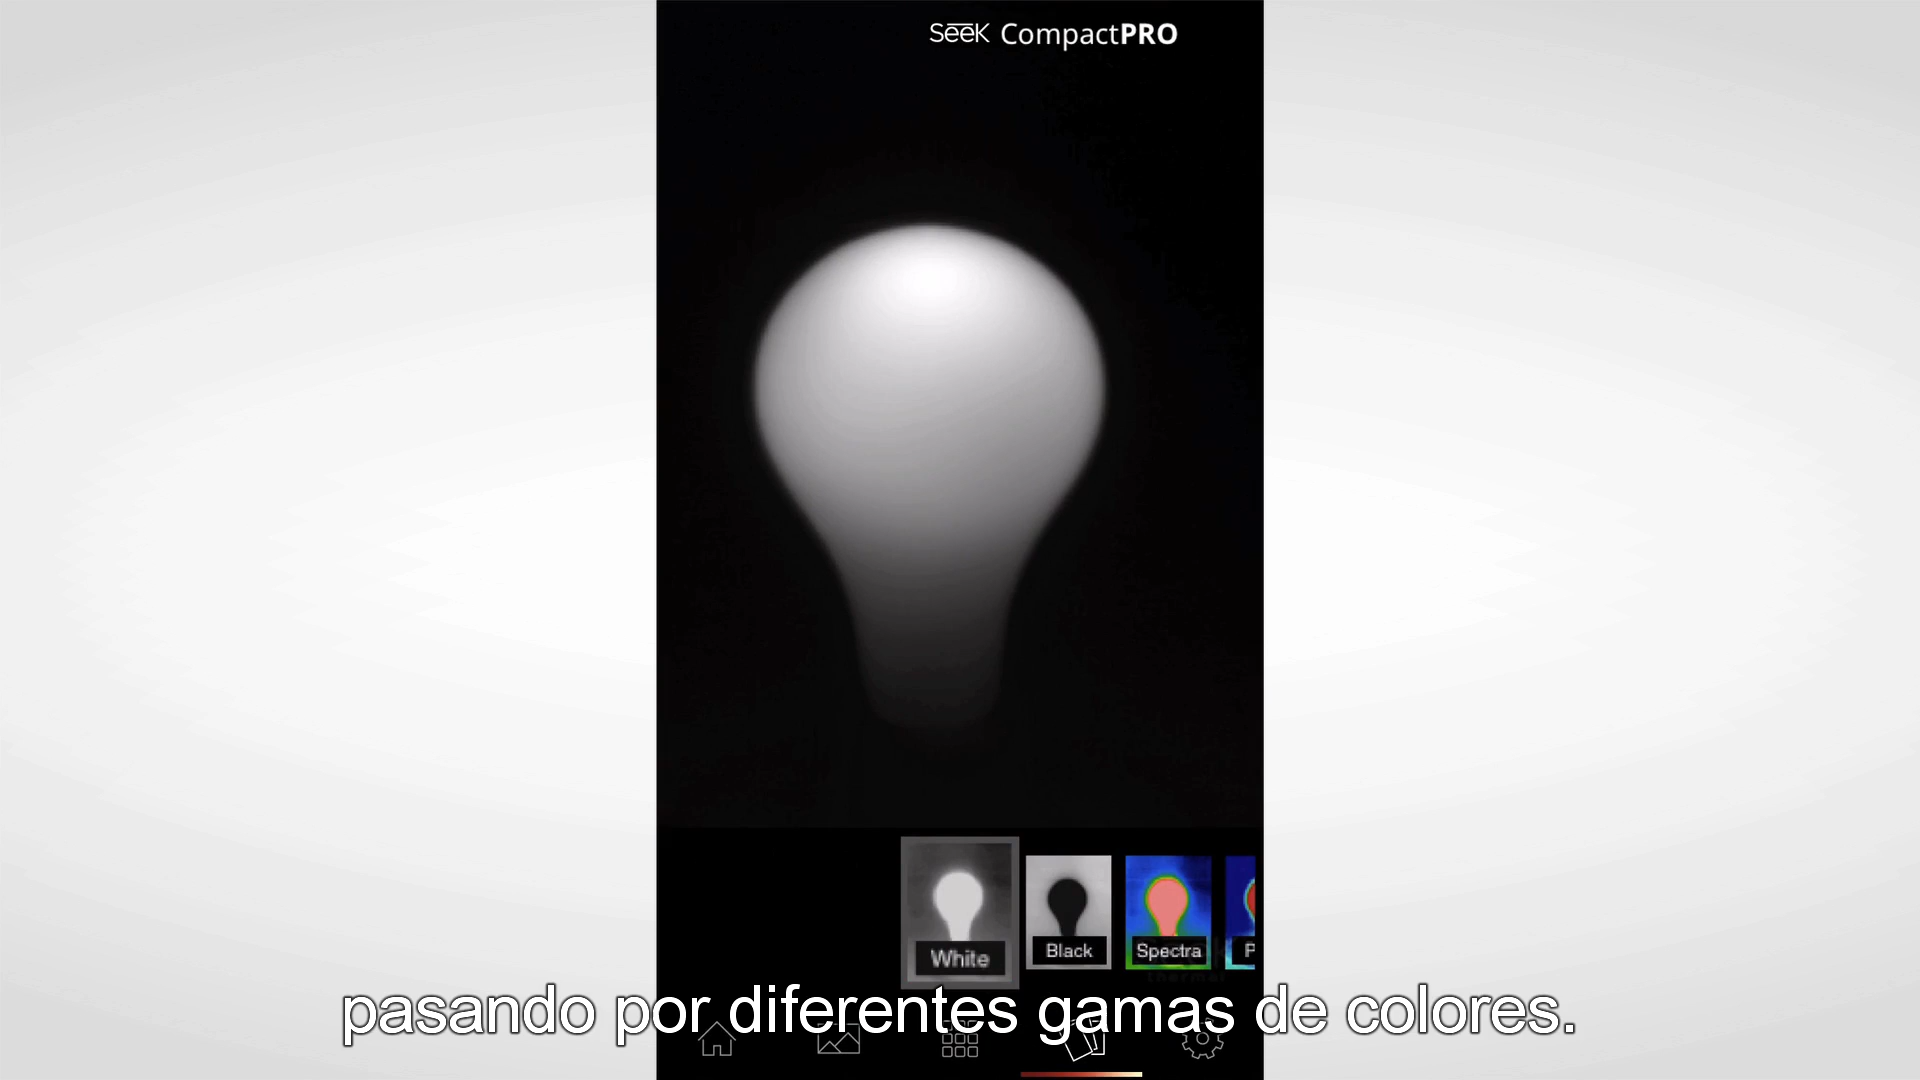 Seek CompactPRO
White
Black
Spectra
P
pasando por diferentes gamas de colores.